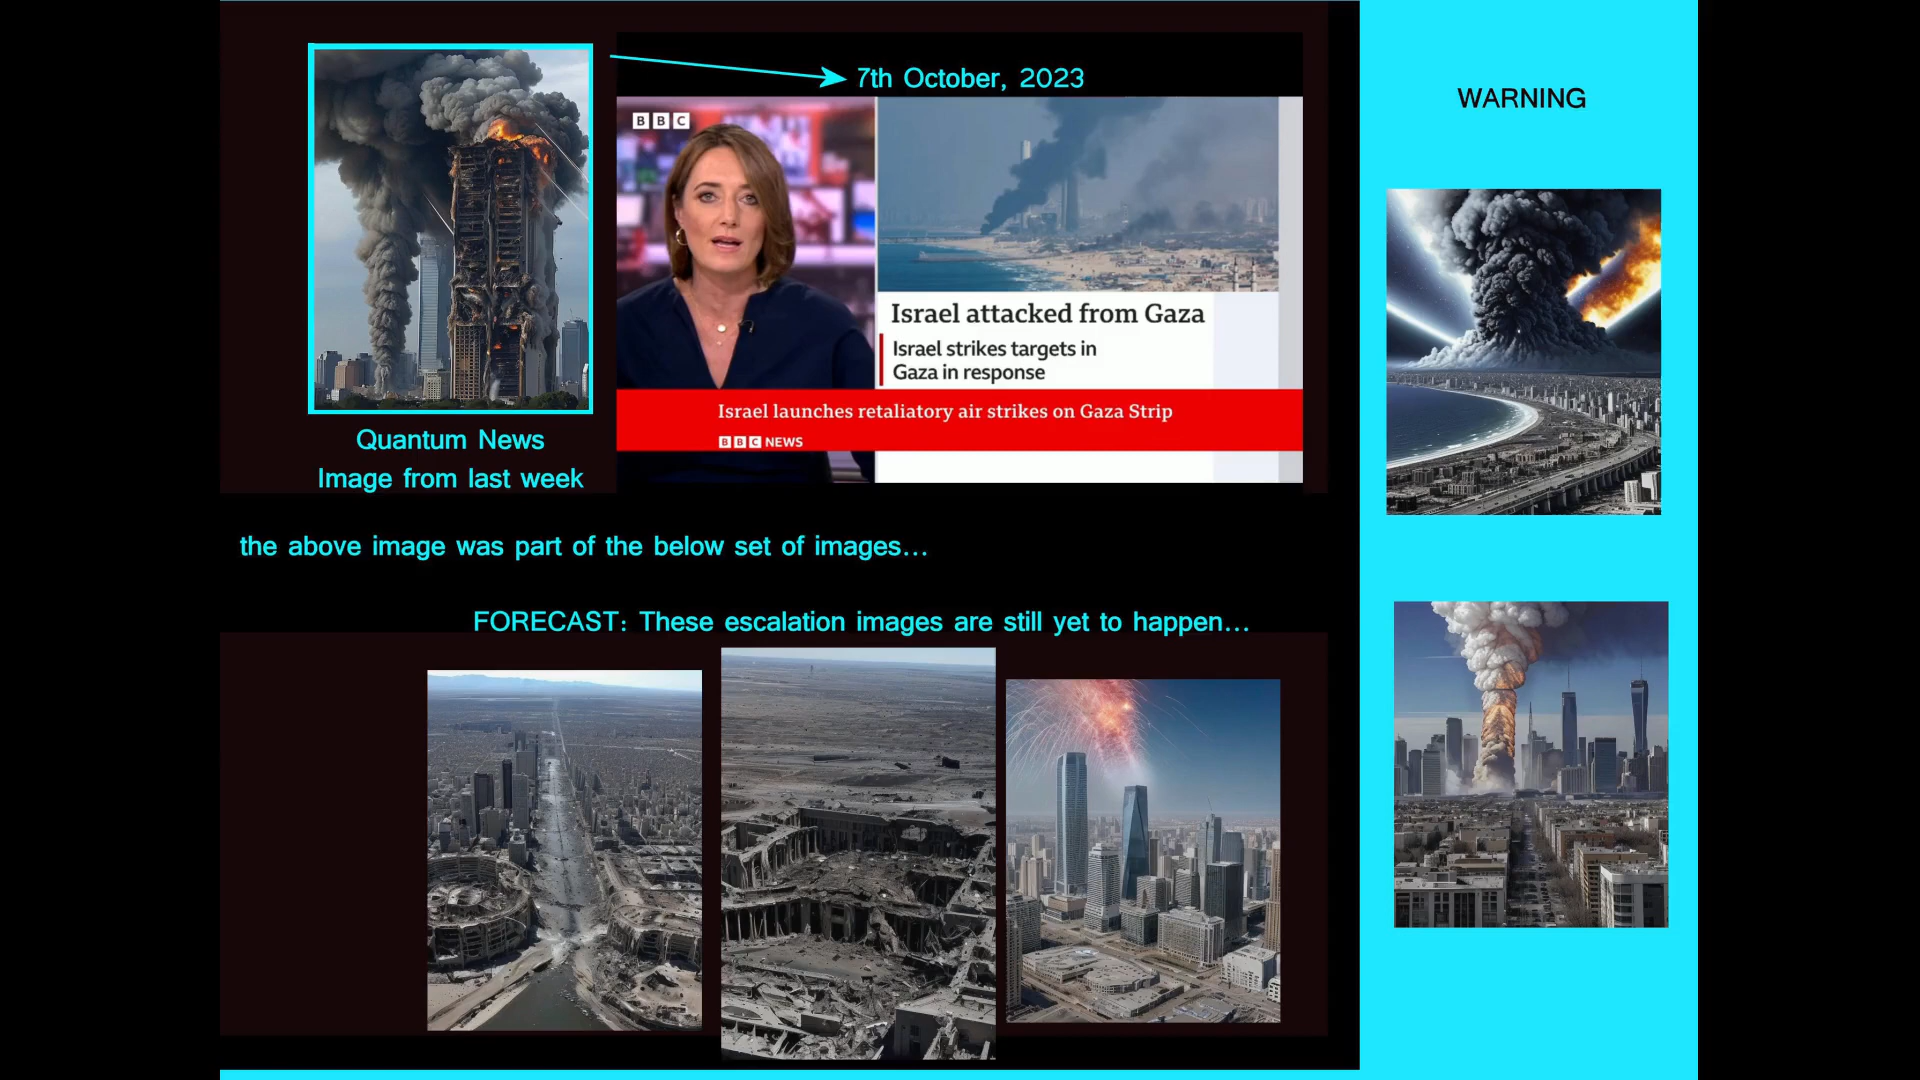 7th October, 2023
WARNING
BBC
Israel attacked from Gaza
Israel strikes targets in
Gaza in response
Israel launches retaliatory air strikes on Gaza Strip
BBC NEWS
Quantum News
Image from last week
the above image was part of the below set of images...
FORECAST: These escalation images are still yet to happen...